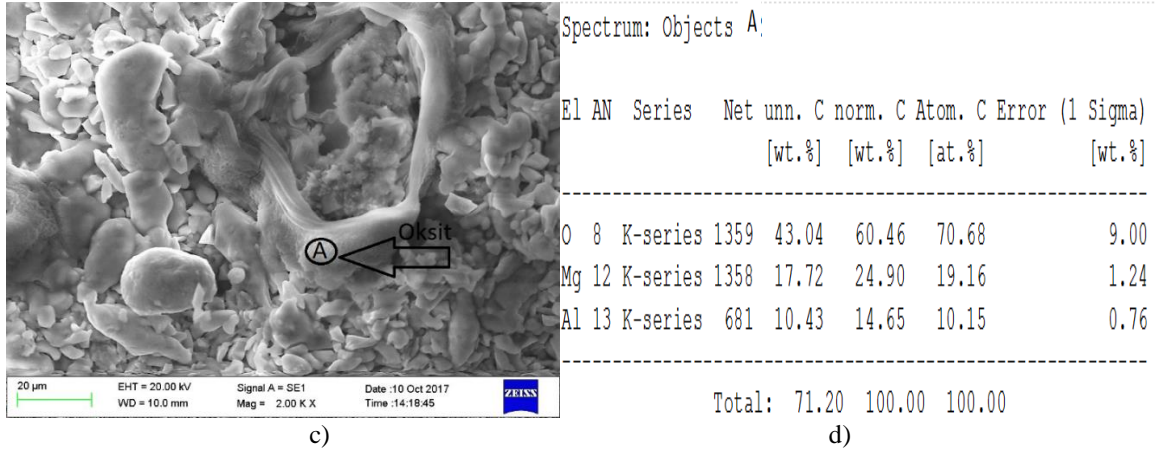 Oksit
A
20 µm
EHT = 20.00 kV
WD = 10.0 mm
Signal A = SE1
Mag = 2.00 K X
Date :10 Oct 2017
Time :14:18:45
ZEISS
c)
Spectrum: Objects A:
El AN Series Net unn. C norm. C Atom. C Error (1 Sigma)
[wt.%] [wt.%] [at.%] [wt.%]
--------------------------------------------------------
O 8 K-series 1359 43.04 60.46 70.68 9.00
Mg 12 K-series 1358 17.72 24.90 19.16 1.24
Al 13 K-series 681 10.43 14.65 10.15 0.76
--------------------------------------------------------
Total: 71.20 100.00 100.00
d)